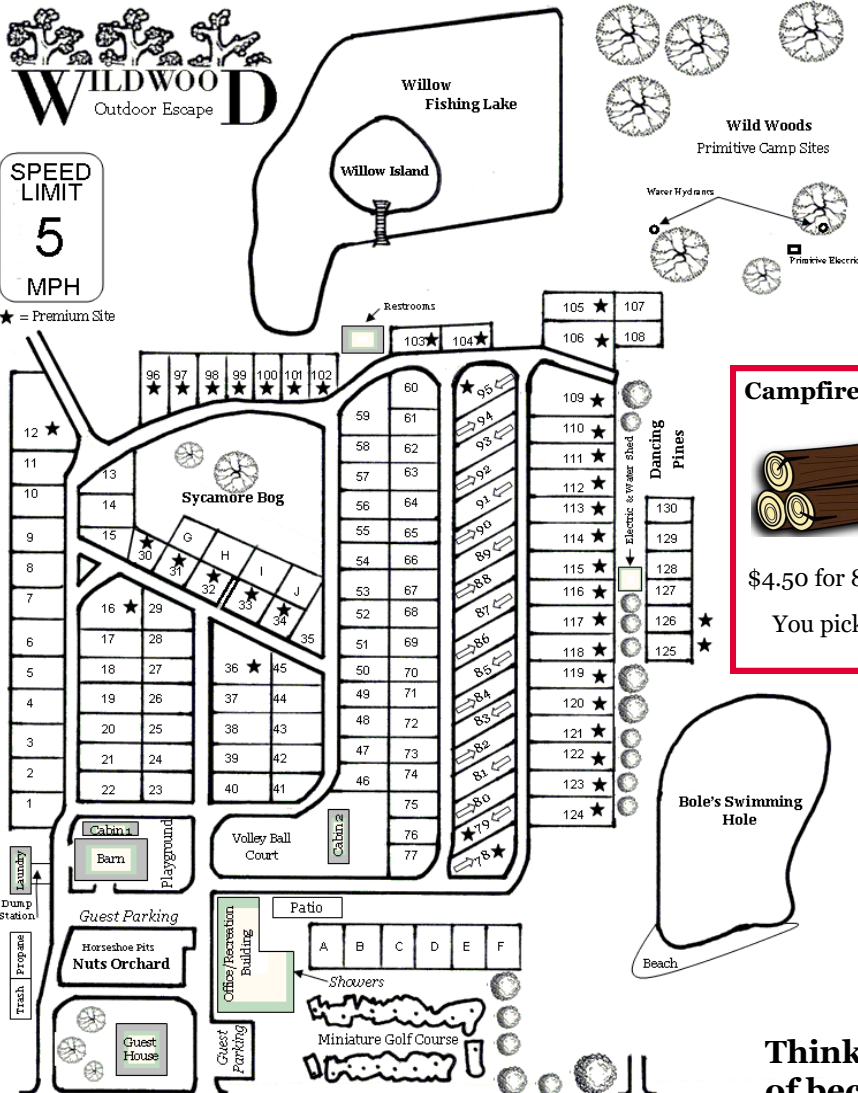 WILDWOOD
Outdoor Escape
SPEED
LIMIT
5
MPH
★ = Premium Site
Willow
Fishing Lake
Willow Island
Wild Woods
Primitive Camp Sites
Water Hydrants
Primitive Electric
Restrooms
103★ 104★
105 ★ 107
106 ★ 108
96 97 98 99 100 101 102
★ ★ ★ ★ ★ ★ ★
12 ★
11
10
9
8
7
6
5
4
3
2
1
13
14
15
Sycamore Bog
G
H
I
J
★ 30
★ 31
★ 32
★ 33
★ 34
35
16 ★ 29
17 28
18 27
19 26
20 25
21 24
22 23
36 ★ 45
37 44
38 43
39 42
40 41
59
58
57
56
55
54
53
52
51
50
49
48
47
46
60
61
62
63
64
65
66
67
68
69
70
71
72
73
74
75
76
77
★ 95
94
93
92
91
90
89
88
87
86
85
84
83
82
81
80
★79
78★
109 ★
110 ★
111 ★
112 ★
113 ★
114 ★
115 ★
116 ★
117 ★
118 ★
119 ★
120 ★
121 ★
122 ★
123 ★
124 ★
Electric & Water Shed
Dancing
Pines
130
129
128
127
126 ★
125 ★
Campfire
$4.50 for 8
You pick
Bole's Swimming
Hole
Beach
Cabin 1
Barn
Playground
Volley Ball
Court
Cabin 2
Laundry
Dump
Station
Guest Parking
Horseshoe Pits
Nuts Orchard
Propane
Trash
Guest
House
Office/Recreation
Building
Patio
A B C D E F
Showers
Miniature Golf Course
Guest
Parking
Think
of bec